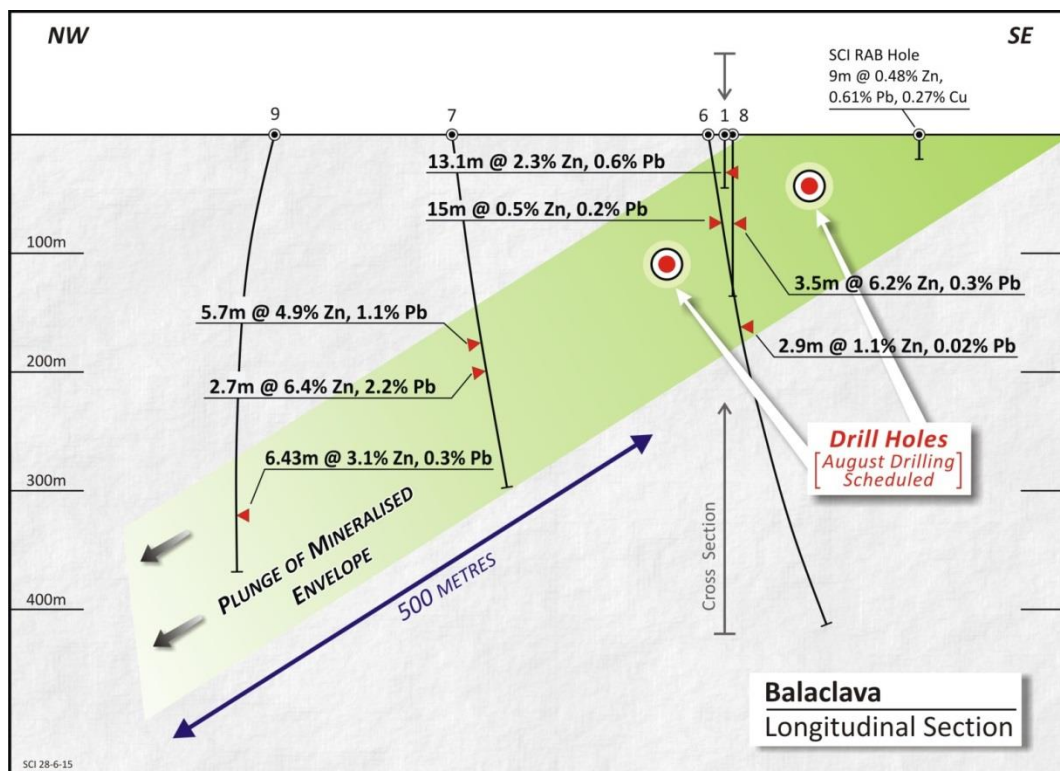 NW
SE
SCI RAB Hole
9m @ 0.48% Zn,
0.61% Pb, 0.27% Cu
9
7
6
1
8
13.1m @ 2.3% Zn, 0.6% Pb
15m @ 0.5% Zn, 0.2% Pb
100m
3.5m @ 6.2% Zn, 0.3% Pb
5.7m @ 4.9% Zn, 1.1% Pb
2.9m @ 1.1% Zn, 0.02% Pb
200m
2.7m @ 6.4% Zn, 2.2% Pb
Drill Holes
[August Drilling
Scheduled]
6.43m @ 3.1% Zn, 0.3% Pb
300m
PLUNGE OF MINERALISED
ENVELOPE
500 METRES
Cross Section
400m
Balaclava
Longitudinal Section
SCI 28-6-15